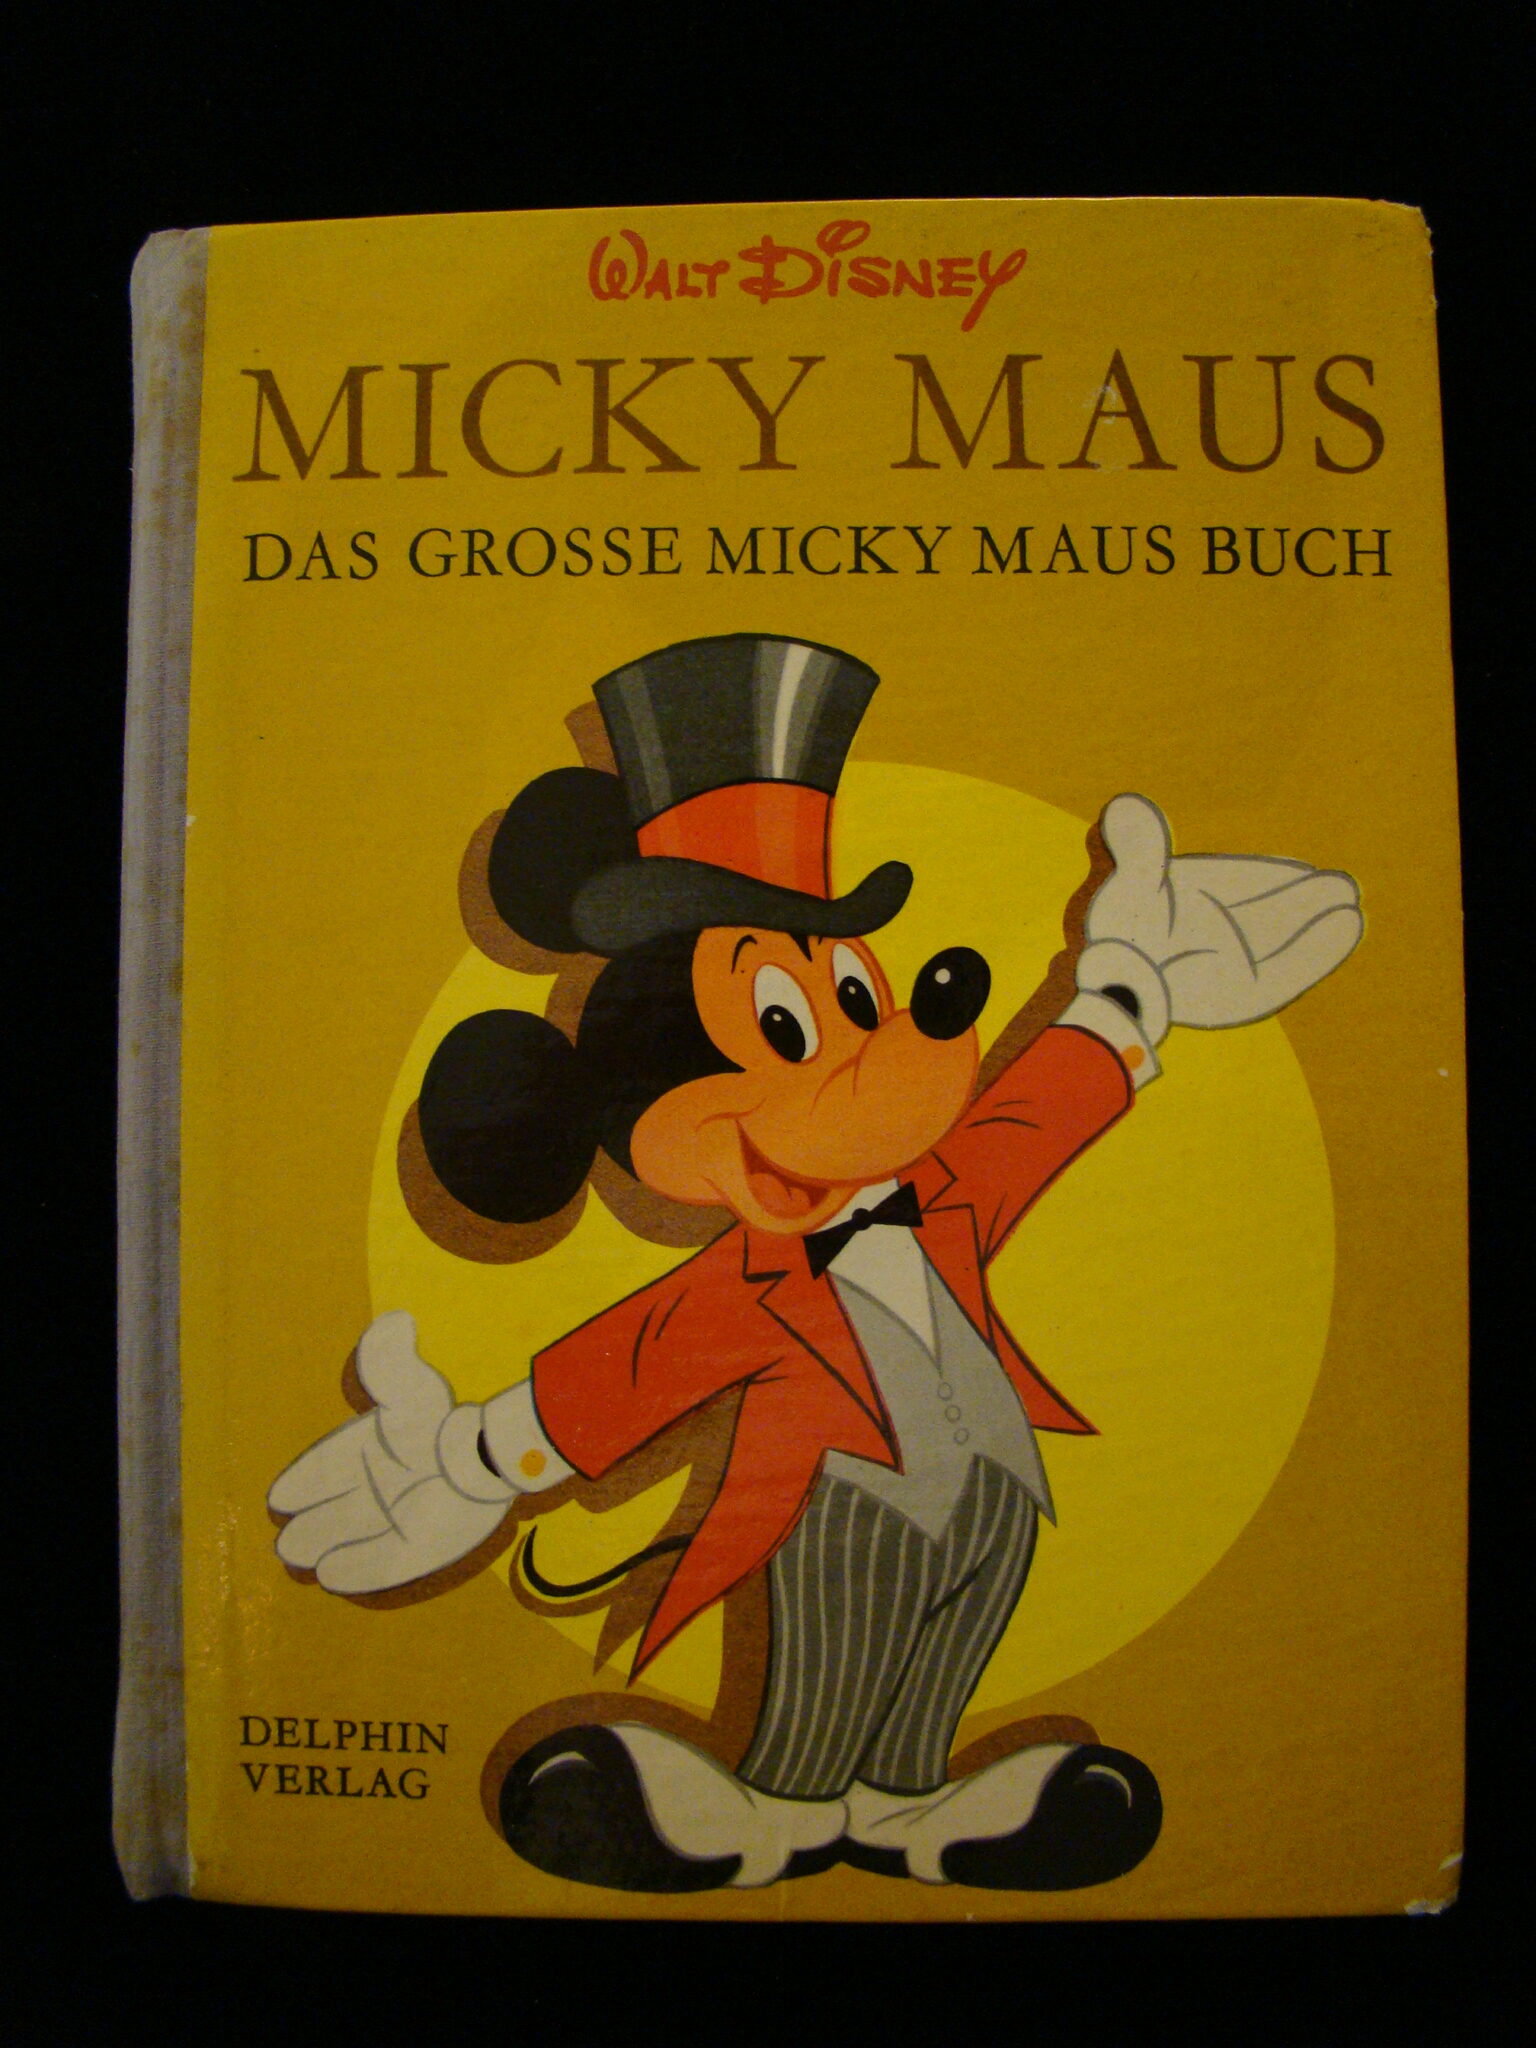 WALT DISNEY
MICKY MAUS
DAS GROSSE MICKY MAUS BUCH
DELPHIN
VERLAG